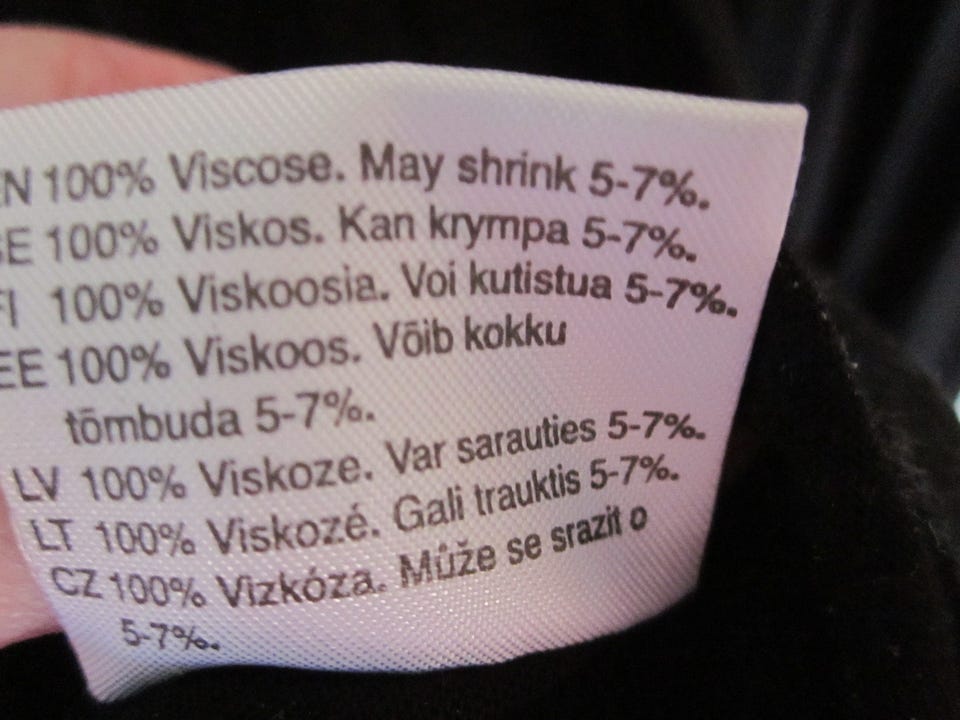 EN 100% Viscose. May shrink 5-7%.
SE 100% Viskos. Kan krympa 5-7%.
FI 100% Viskoosia. Voi kutistua 5-7%.
EE 100% Viskoos. Võib kokku
tõmbuda 5-7%.
LV 100% Viskoze. Var sarauties 5-7%.
LT 100% Viskozé. Gali trauktis 5-7%.
CZ 100% Vizkóza. Může se srazit o
5-7%.